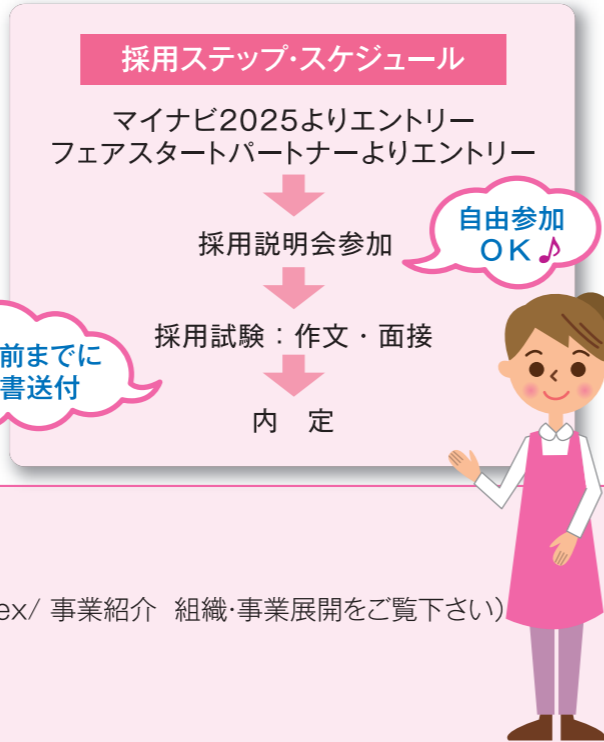 採用ステップ・スケジュール
マイナビ2025よりエントリー
フェアスタートパートナーよりエントリー
採用説明会参加
自由参加
OK♪
採用試験：作文・面接
前までに
書送付
内　定
ex/ 事業紹介　組織・事業展開をご覧下さい）